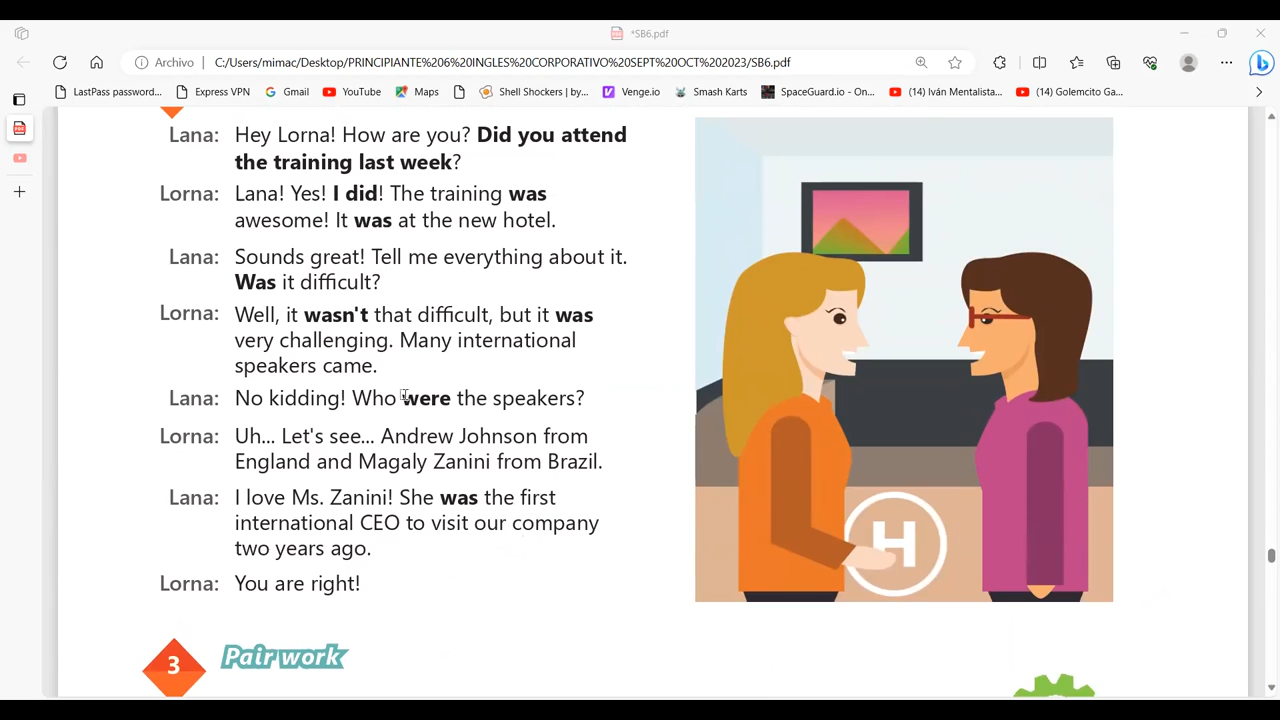 *SB6.pdf
Archivo
C:/Users/mimac/Desktop/PRINCIPIANTE%206%20INGLES%20CORPORATIVO%20SEPT%20OCT%202023/SB6.pdf
LastPass password...
Express VPN
Gmail
YouTube
Maps
Shell Shockers | by...
Venge.io
Smash Karts
SpaceGuard.io - On...
(14) Iván Mentalista...
(14) Golemcito Ga...
Lana: Hey Lorna! How are you? Did you attend
the training last week?
Lorna: Lana! Yes! I did! The training was
awesome! It was at the new hotel.
Lana: Sounds great! Tell me everything about it.
Was it difficult?
Lorna: Well, it wasn't that difficult, but it was
very challenging. Many international
speakers came.
Lana: No kidding! Who were the speakers?
Lorna: Uh... Let's see... Andrew Johnson from
England and Magaly Zanini from Brazil.
Lana: I love Ms. Zanini! She was the first
international CEO to visit our company
two years ago.
Lorna: You are right!
H
3 Pair work